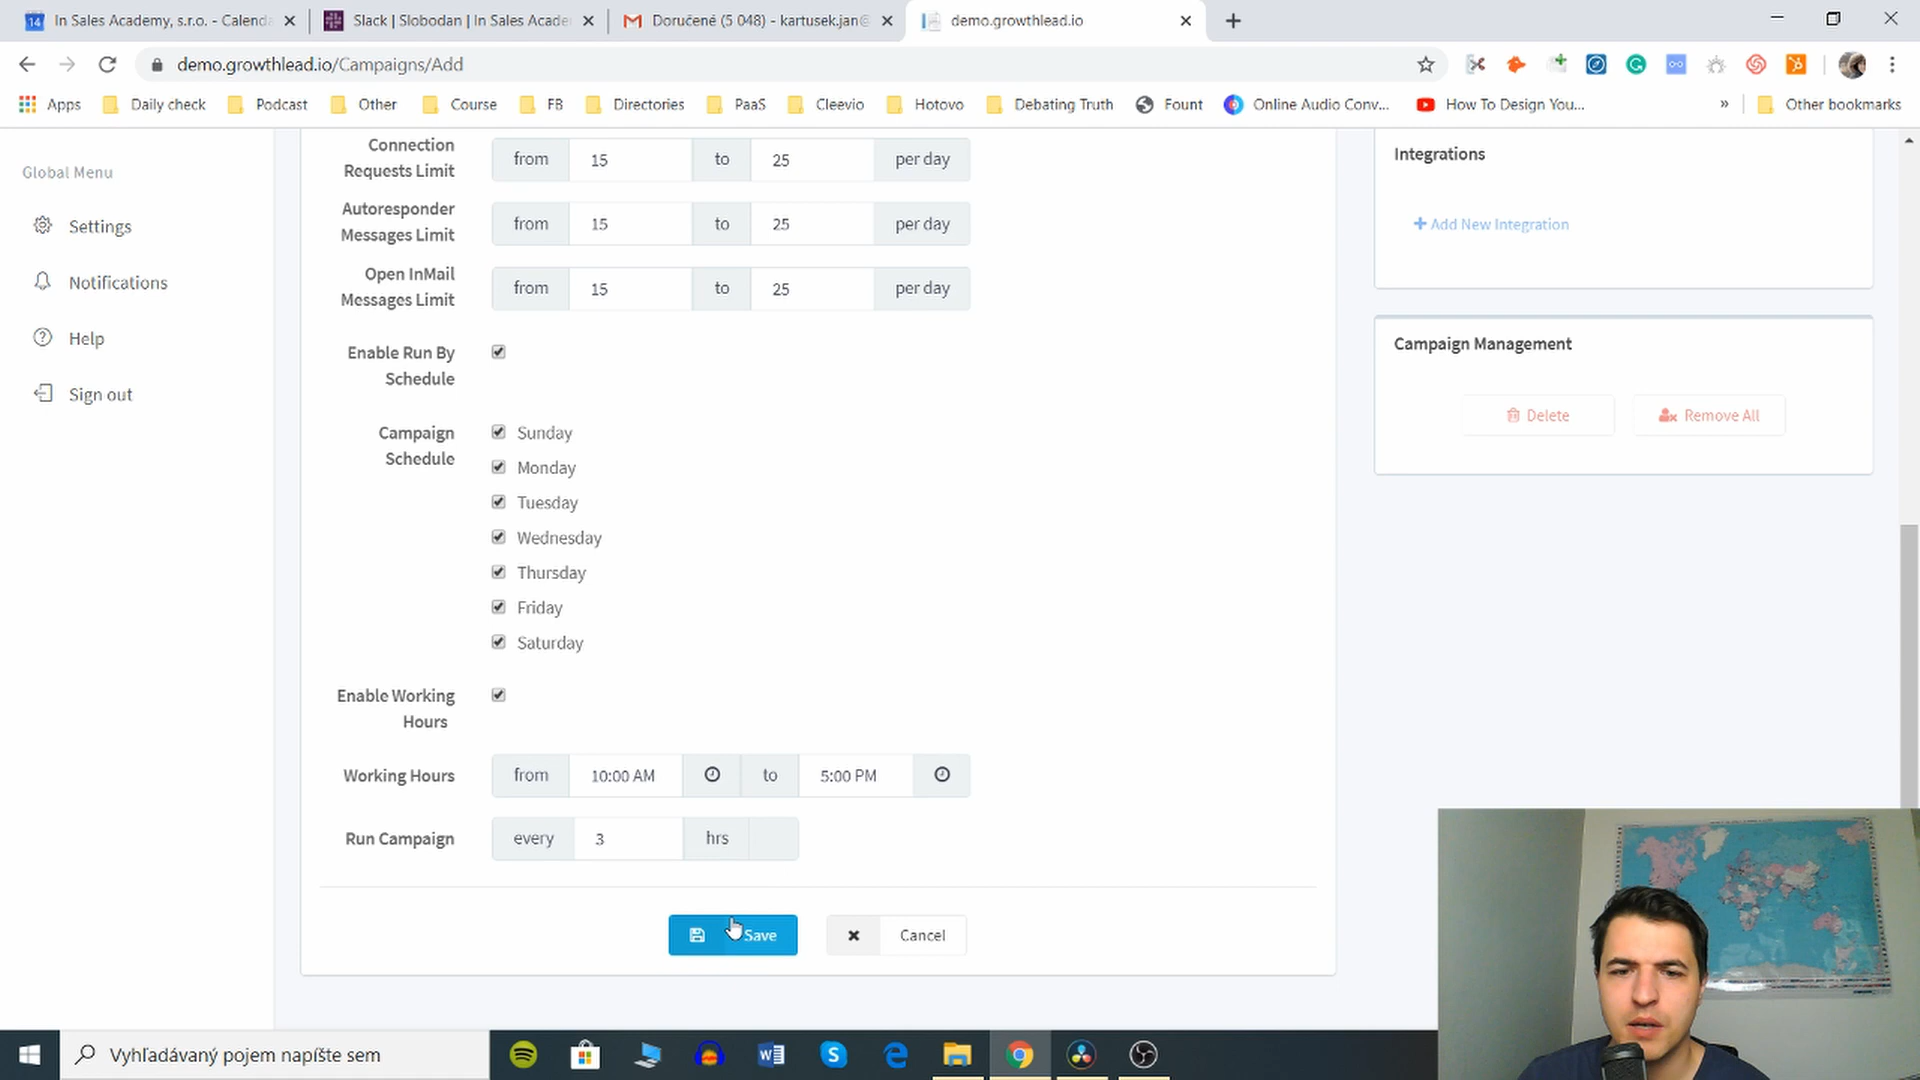 In Sales Academy, s.r.o. - Calenda
Slack | Slobodan | In Sales Acade
Doručené (5 048) - kartusek.jan@
demo.growthlead.io
demo.growthlead.io/Campaigns/Add
Apps
Daily check
Podcast
Other
Course
FB
Directories
PaaS
Cleevio
Hotovo
Debating Truth
Fount
Online Audio Conv...
How To Design You...
»
Other bookmarks
Global Menu
Settings
Notifications
Help
Sign out
Connection
Requests Limit
from 15 to 25 per day
Autoresponder
Messages Limit
from 15 to 25 per day
Open InMail
Messages Limit
from 15 to 25 per day
Enable Run By
Schedule
Campaign
Schedule
Sunday
Monday
Tuesday
Wednesday
Thursday
Friday
Saturday
Enable Working
Hours
Working Hours from 10:00 AM to 5:00 PM
Run Campaign every 3 hrs
Save
Cancel
Integrations
+ Add New Integration
Campaign Management
Delete
Remove All
Vyhľadávaný pojem napíšte sem